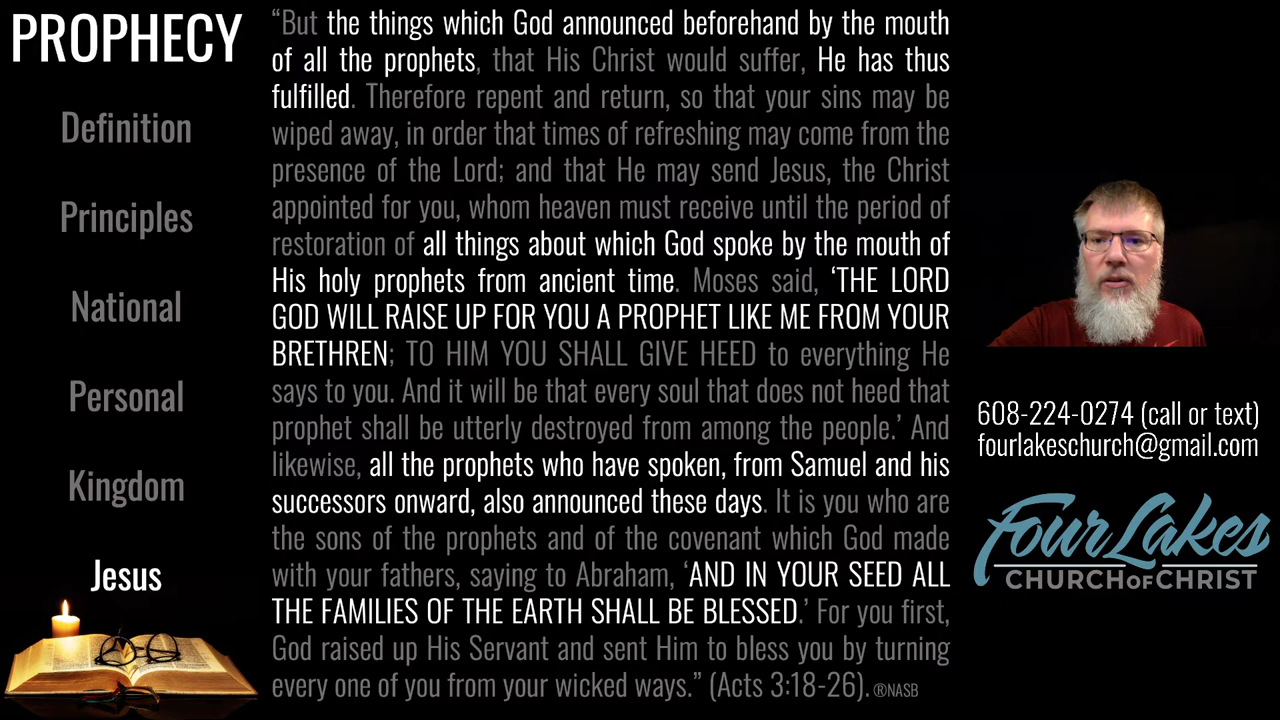 PROPHECY
Definition
Principles
National
Personal
Kingdom
Jesus
“But the things which God announced beforehand by the mouth
of all the prophets, that His Christ would suffer, He has thus
fulfilled. Therefore repent and return, so that your sins may be
wiped away, in order that times of refreshing may come from the
presence of the Lord; and that He may send Jesus, the Christ
appointed for you, whom heaven must receive until the period of
restoration of all things about which God spoke by the mouth of
His holy prophets from ancient time. Moses said, ‘THE LORD
GOD WILL RAISE UP FOR YOU A PROPHET LIKE ME FROM YOUR
BRETHREN; TO HIM YOU SHALL GIVE HEED to everything He
says to you. And it will be that every soul that does not heed that
prophet shall be utterly destroyed from among the people.’ And
likewise, all the prophets who have spoken, from Samuel and his
successors onward, also announced these days. It is you who are
the sons of the prophets and of the covenant which God made
with your fathers, saying to Abraham, ‘AND IN YOUR SEED ALL
THE FAMILIES OF THE EARTH SHALL BE BLESSED.’ For you first,
God raised up His Servant and sent Him to bless you by turning
every one of you from your wicked ways.” (Acts 3:18-26). ®NASB
608-224-0274 (call or text)
fourlakeschurch@gmail.com
Four Lakes
CHURCH OF CHRIST